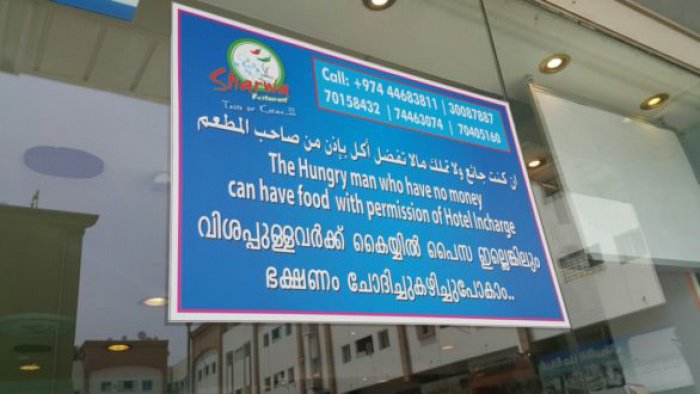 Sharwa
Restaurant
Taste of Kerala !!!
Call: +974 44683811 | 30087887
70158432 | 74463074 | 70405160
ان كنت جائع ولا تملك مالا تفضل أكل بإذن من صاحب المطعم
The Hungry man who have no money
can have food with permission of Hotel Incharge
വിശപ്പുള്ളവർക്ക് കൈയ്യിൽ പൈസ ഇല്ലെങ്കിലും
ഭക്ഷണം ചോദിച്ചുകഴിച്ചുപോകാം..